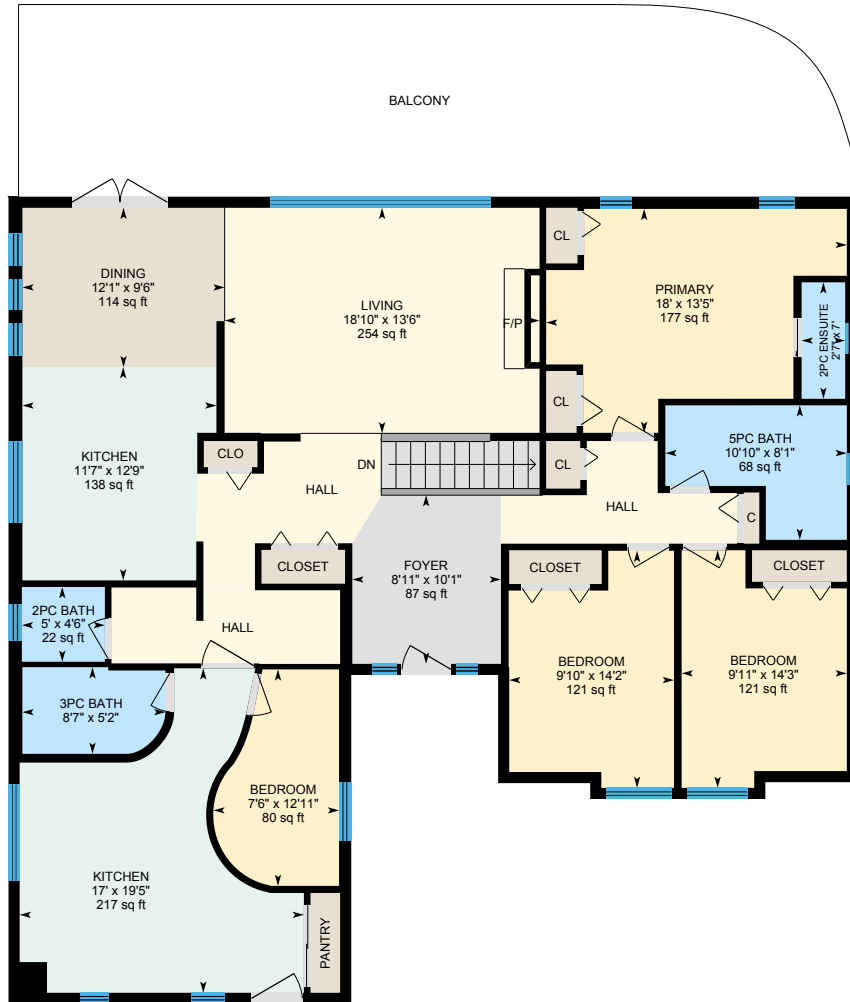 BALCONY
DINING
12'1" x 9'6"
114 sq ft
LIVING
18'10" x 13'6"
254 sq ft
F/P
CL
PRIMARY
18' x 13'5"
177 sq ft
2PC ENSUITE
2'7" x 7'
CL
KITCHEN
11'7" x 12'9"
138 sq ft
CLO
HALL
DN
CL
HALL
5PC BATH
10'10" x 8'1"
68 sq ft
C
CLOSET
FOYER
8'11" x 10'1"
87 sq ft
CLOSET
CLOSET
2PC BATH
5' x 4'6"
22 sq ft
HALL
BEDROOM
9'10" x 14'2"
121 sq ft
BEDROOM
9'11" x 14'3"
121 sq ft
3PC BATH
8'7" x 5'2"
BEDROOM
7'6" x 12'11"
80 sq ft
KITCHEN
17' x 19'5"
217 sq ft
PANTRY